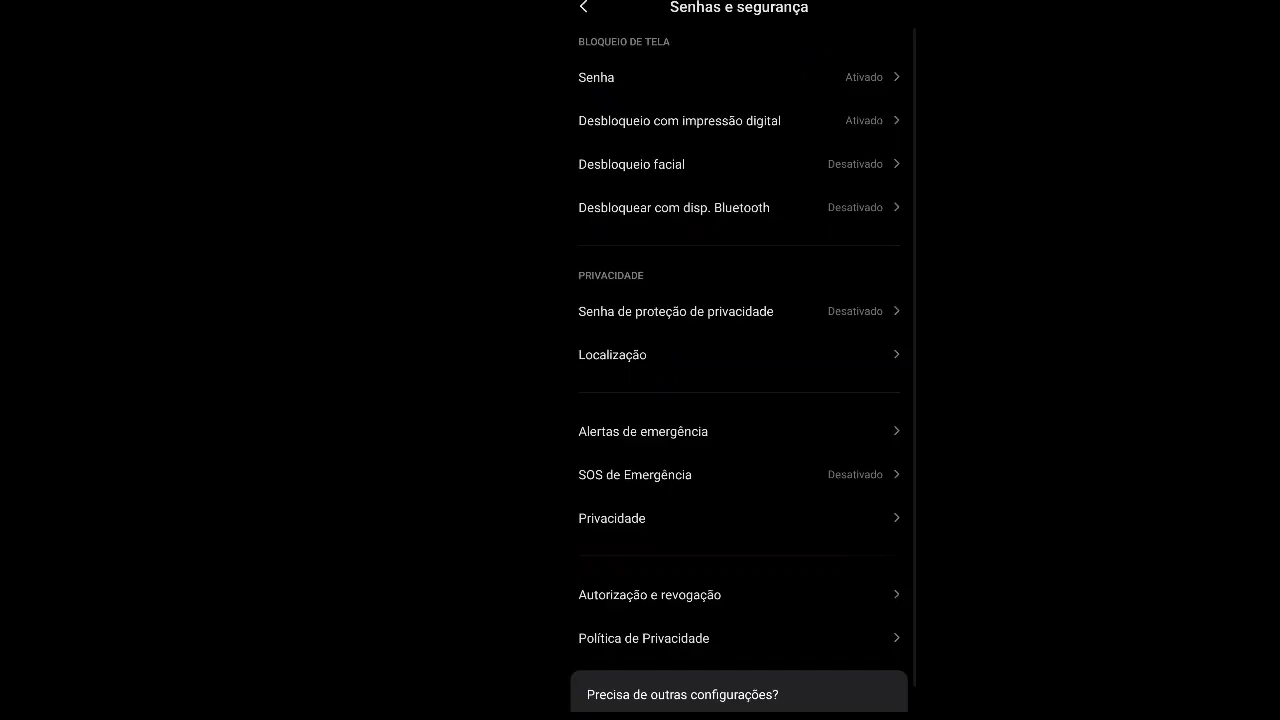 Senhas e segurança
BLOQUEIO DE TELA
Senha Ativado
Desbloqueio com impressão digital Ativado
Desbloqueio facial Desativado
Desbloquear com disp. Bluetooth Desativado
PRIVACIDADE
Senha de proteção de privacidade Desativado
Localização
Alertas de emergência
SOS de Emergência Desativado
Privacidade
Autorização e revogação
Política de Privacidade
Precisa de outras configurações?